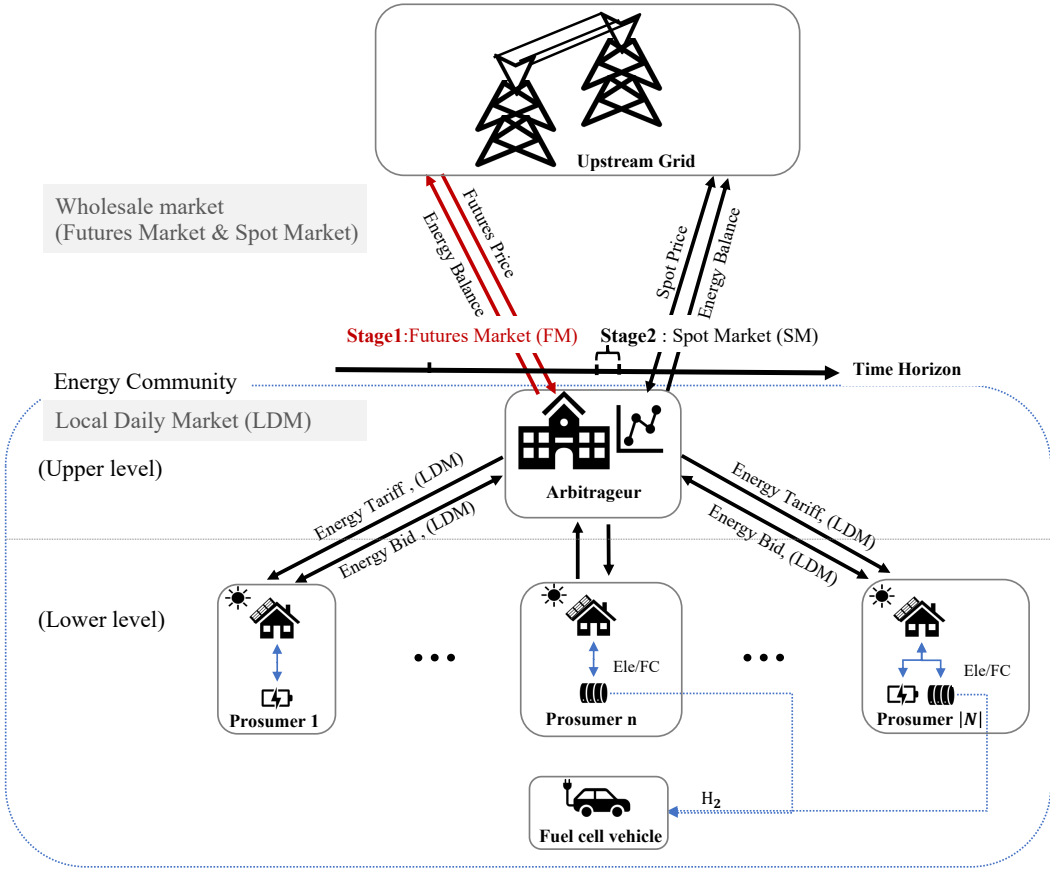 Upstream Grid
Wholesale market
(Futures Market & Spot Market)
Futures Price
Energy Balance
Spot Price
Energy Balance
Stage1:Futures Market (FM)
Stage2 : Spot Market (SM)
Time Horizon
Energy Community
Local Daily Market (LDM)
(Upper level)
Arbitrageur
Energy Tariff , (LDM)
Energy Bid , (LDM)
Energy Tariff, (LDM)
Energy Bid, (LDM)
(Lower level)
Ele/FC
Ele/FC
Prosumer 1
Prosumer n
Prosumer |N|
...
...
H₂
Fuel cell vehicle